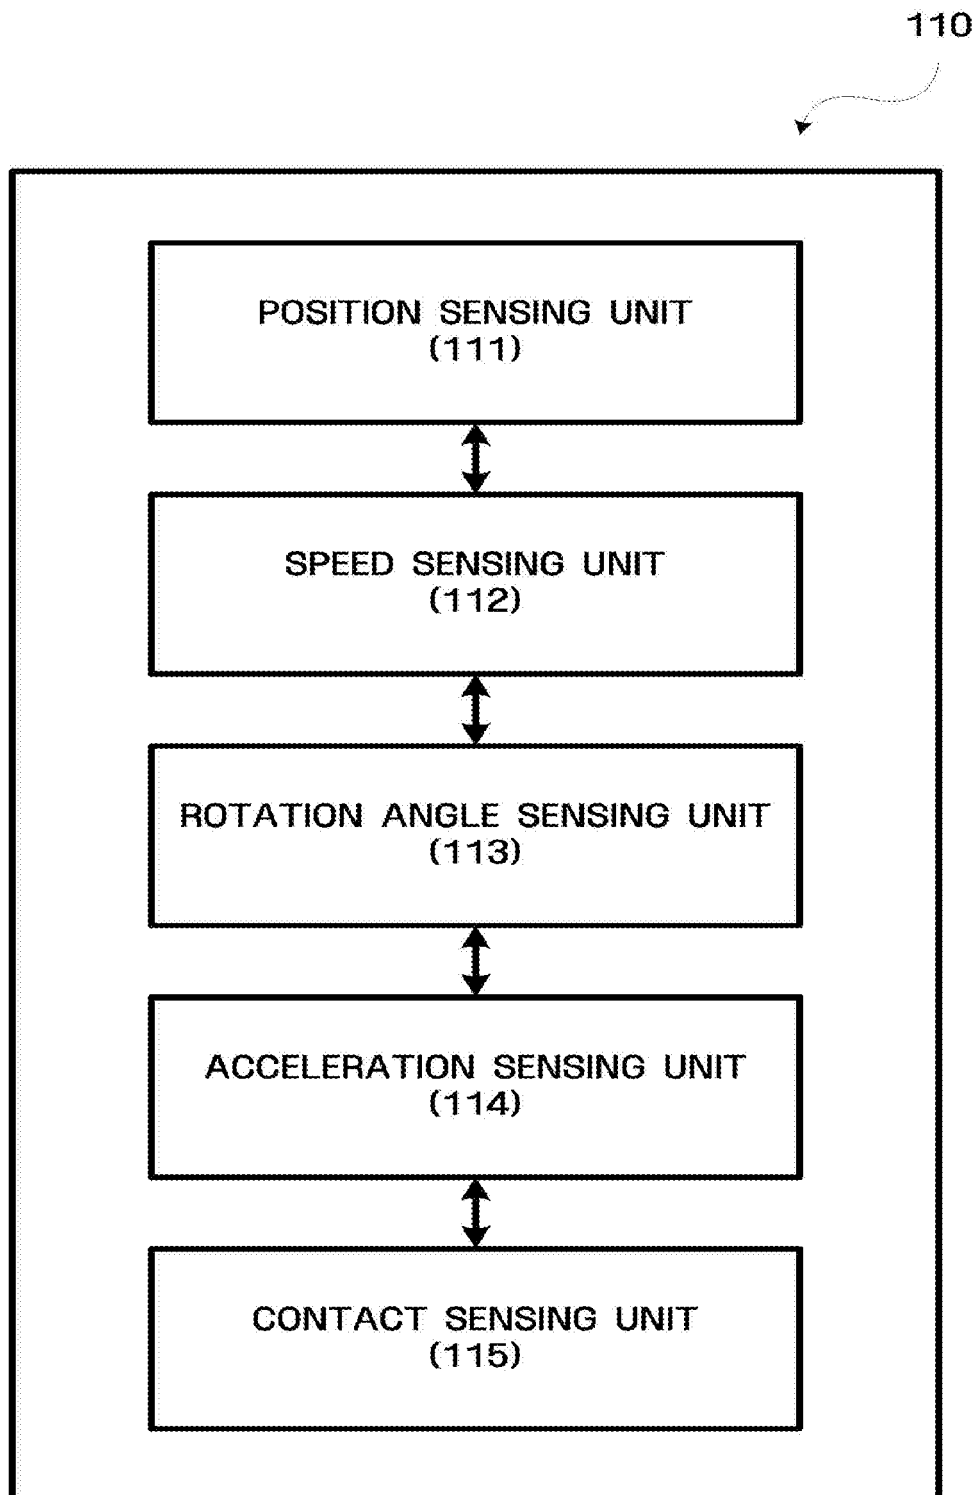 110
POSITION SENSING UNIT
(111)
SPEED SENSING UNIT
(112)
ROTATION ANGLE SENSING UNIT
(113)
ACCELERATION SENSING UNIT
(114)
CONTACT SENSING UNIT
(115)